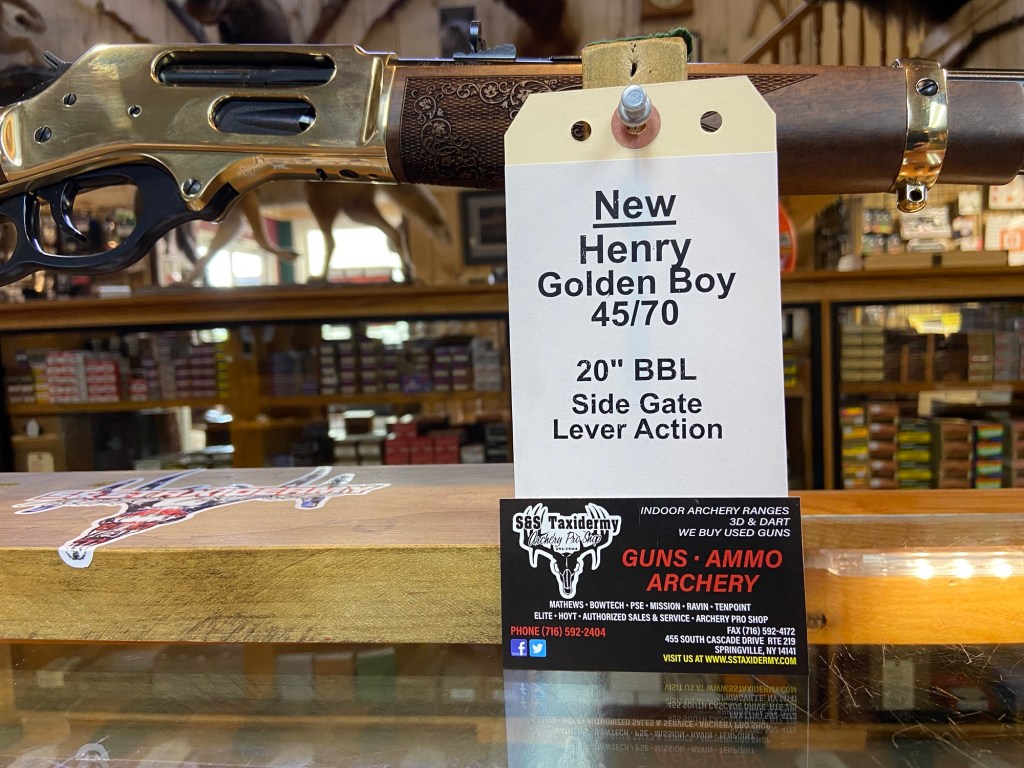 New
Henry
Golden Boy
45/70
20" BBL
Side Gate
Lever Action
S&S Taxidermy
Archery Pro Shop
INDOOR ARCHERY RANGES
3D & DART
WE BUY USED GUNS
GUNS · AMMO
ARCHERY
MATHEWS • BOWTECH • PSE • MISSION • RAVIN • TENPOINT
ELITE • HOYT • AUTHORIZED SALES & SERVICE • ARCHERY PRO SHOP
PHONE (716) 592-2404
FAX (716) 592-4172
455 SOUTH CASCADE DRIVE RTE 219
SPRINGVILLE, NY 14141
VISIT US AT WWW.SSTAXIDERMY.COM